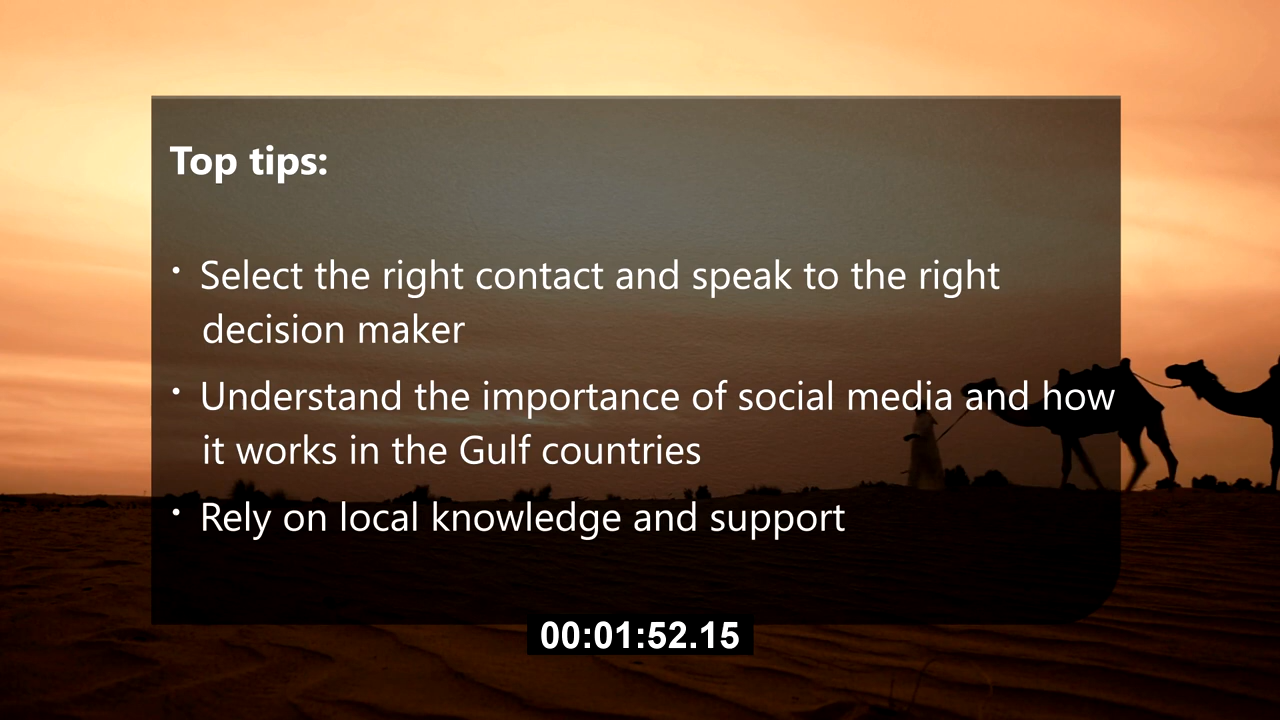 Top tips:
• Select the right contact and speak to the right
decision maker
• Understand the importance of social media and how
it works in the Gulf countries
• Rely on local knowledge and support
00:01:52.15